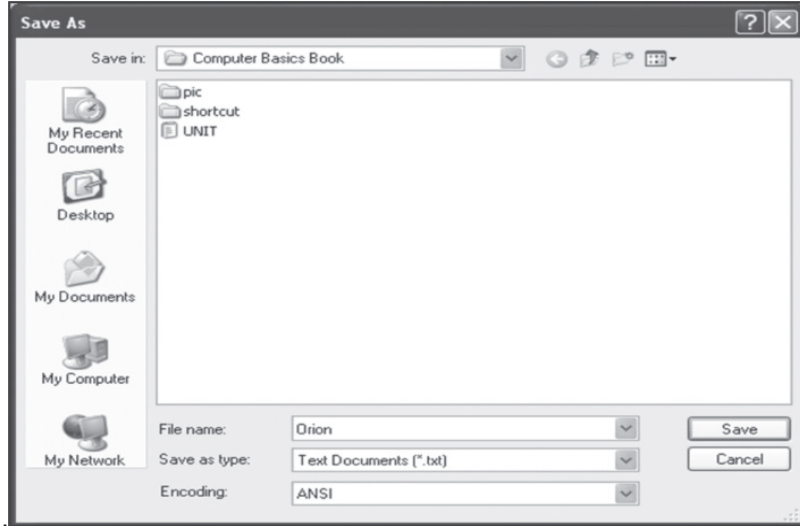 Save As
Save in: Computer Basics Book
pic
shortcut
UNIT
My Recent
Documents
Desktop
My Documents
My Computer
My Network
File name: Orion Save
Save as type: Text Documents (*.txt) Cancel
Encoding: ANSI